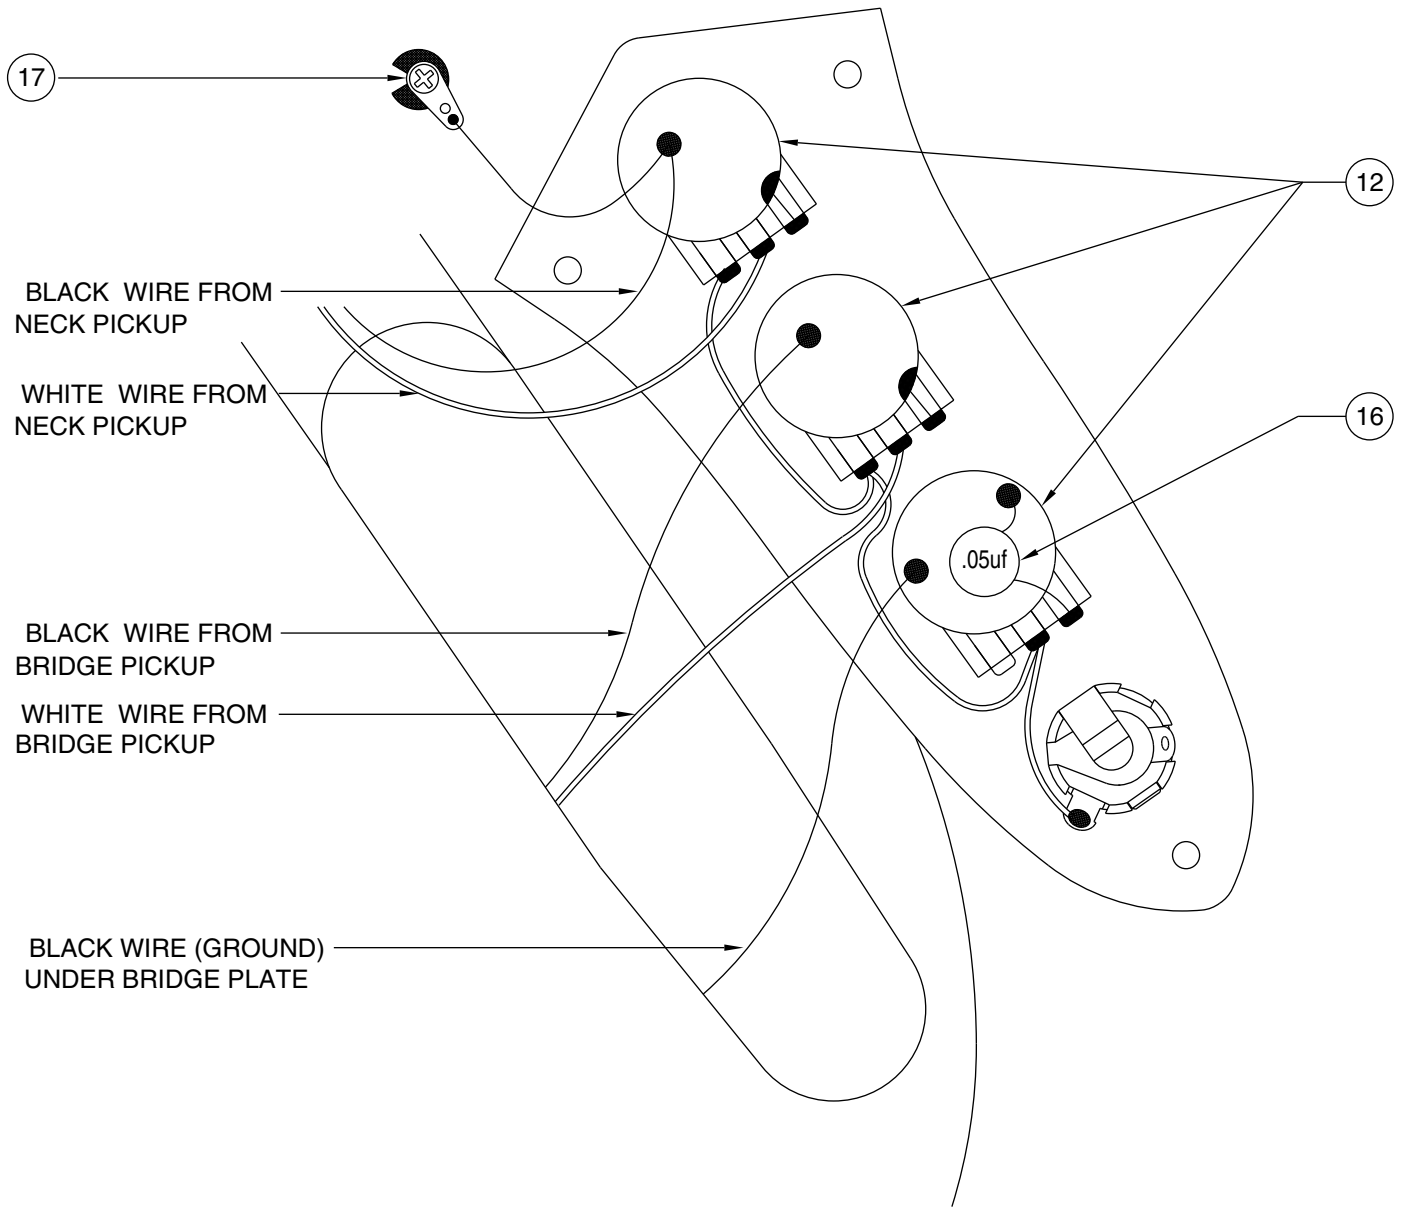 17
12
BLACK WIRE FROM
NECK PICKUP
WHITE WIRE FROM
NECK PICKUP
16
.05uf
BLACK WIRE FROM
BRIDGE PICKUP
WHITE WIRE FROM
BRIDGE PICKUP
BLACK WIRE (GROUND)
UNDER BRIDGE PLATE